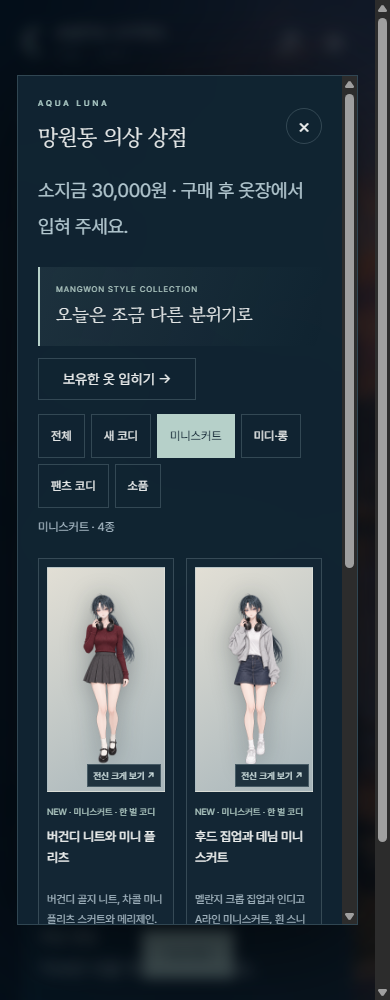 AQUA LUNA
망원동 의상 상점
×
소지금 30,000원 · 구매 후 옷장에서
입혀 주세요.
MANGWON STYLE COLLECTION
오늘은 조금 다른 분위기로
보유한 옷 입히기 →
전체
새 코디
미니스커트
미디·롱
팬츠 코디
소품
미니스커트 · 4종
전신 크게 보기 ↗
전신 크게 보기 ↗
NEW · 미니스커트 · 한 벌 코디
버건디 니트와 미니 플
리츠
버건디 골지 니트, 차콜 미니
플리츠 스커트와 메리제인.
NEW · 미니스커트 · 한 벌 코디
후드 집업과 데님 미니
스커트
멜란지 크롭 집업과 인디고
A라인 미니스커트, 흰 스니